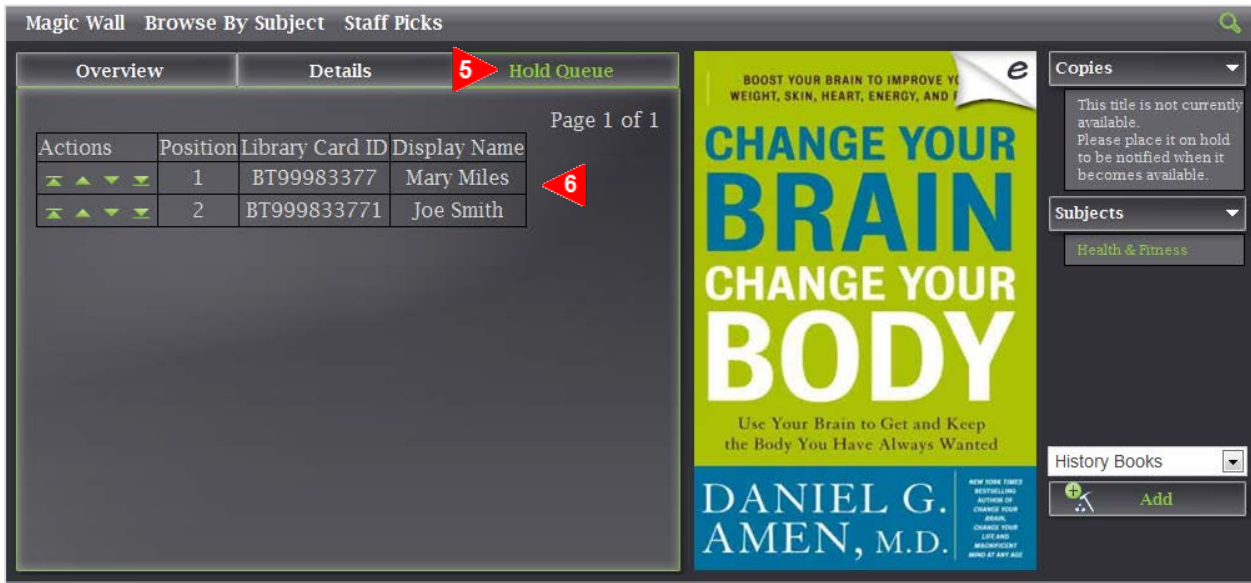 Magic Wall Browse By Subject Staff Picks
Overview Details 5 Hold Queue
Page 1 of 1
Actions Position Library Card ID Display Name
1 BT99983377 Mary Miles 6
2 BT999833771 Joe Smith
BOOST YOUR BRAIN TO IMPROVE
WEIGHT, SKIN, HEART, ENERGY, AND
e
CHANGE YOUR
BRAIN
CHANGE YOUR
BODY
Use Your Brain to Get and Keep
the Body You Have Always Wanted
DANIEL G.
AMEN, M.D.
NEW YORK TIMES
BESTSELLING
AUTHOR OF
CHANGE YOUR
BRAIN,
CHANGE YOUR
LIFE AND
MAGNIFICENT
MIND AT ANY AGE
Copies
This title is not currently
available.
Please place it on hold
to be notified when it
becomes available.
Subjects
Health & Fitness
History Books
Add